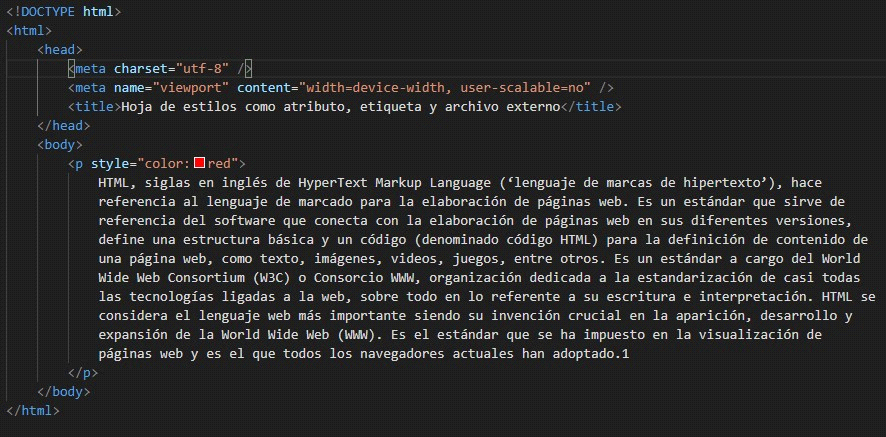 <!DOCTYPE html>
<html>
<head>
<meta charset="utf-8" />
<meta name="viewport" content="width=device-width, user-scalable=no" />
<title>Hoja de estilos como atributo, etiqueta y archivo externo</title>
</head>
<body>
<p style="color:red">
HTML, siglas en inglés de HyperText Markup Language (‘lenguaje de marcas de hipertexto’), hace
referencia al lenguaje de marcado para la elaboración de páginas web. Es un estándar que sirve de
referencia del software que conecta con la elaboración de páginas web en sus diferentes versiones,
define una estructura básica y un código (denominado código HTML) para la definición de contenido de
una página web, como texto, imágenes, videos, juegos, entre otros. Es un estándar a cargo del World
Wide Web Consortium (W3C) o Consorcio WWW, organización dedicada a la estandarización de casi todas
las tecnologías ligadas a la web, sobre todo en lo referente a su escritura e interpretación. HTML se
considera el lenguaje web más importante siendo su invención crucial en la aparición, desarrollo y
expansión de la World Wide Web (WWW). Es el estándar que se ha impuesto en la visualización de
páginas web y es el que todos los navegadores actuales han adoptado.1
</p>
</body>
</html>